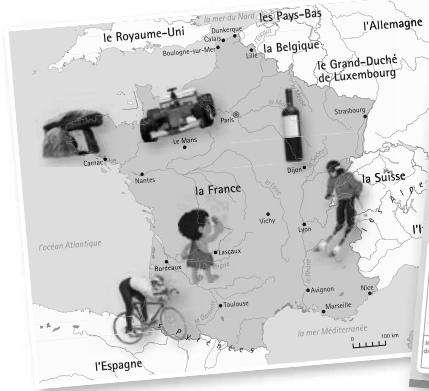 la mer du Nord
les Pays-Bas
l'Allemagne
le Royaume-Uni
Dunkerque
Calais
Boulogne-sur-Mer
Lille
la Belgique
le Grand-Duché
de Luxembourg
Paris
Strasbourg
Carnac
Le Mans
Nantes
Dijon
la Suisse
la France
Vichy
Lyon
l'océan Atlantique
Lascaux
Bordeaux
Avignon
Nice
Toulouse
Marseille
la mer Méditerranée
0
100 km
Pyrénées
l'Espagne